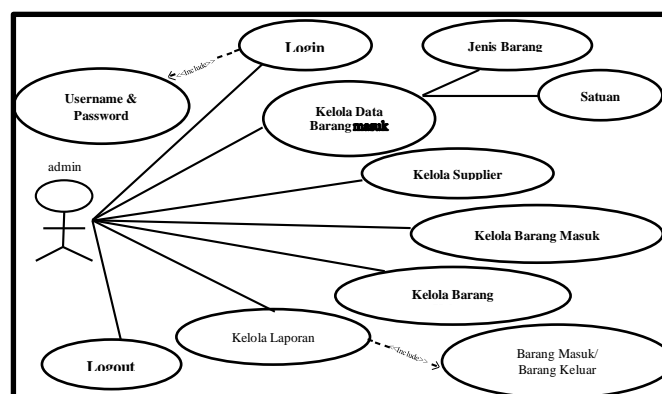 Login
Jenis Barang
<<Include>>
Username &
Password
Kelola Data
Barang masuk
Satuan
admin
Kelola Supplier
Kelola Barang Masuk
Kelola Barang
Kelola Laporan
<<Include>>
Logout
Barang Masuk/
Barang Keluar